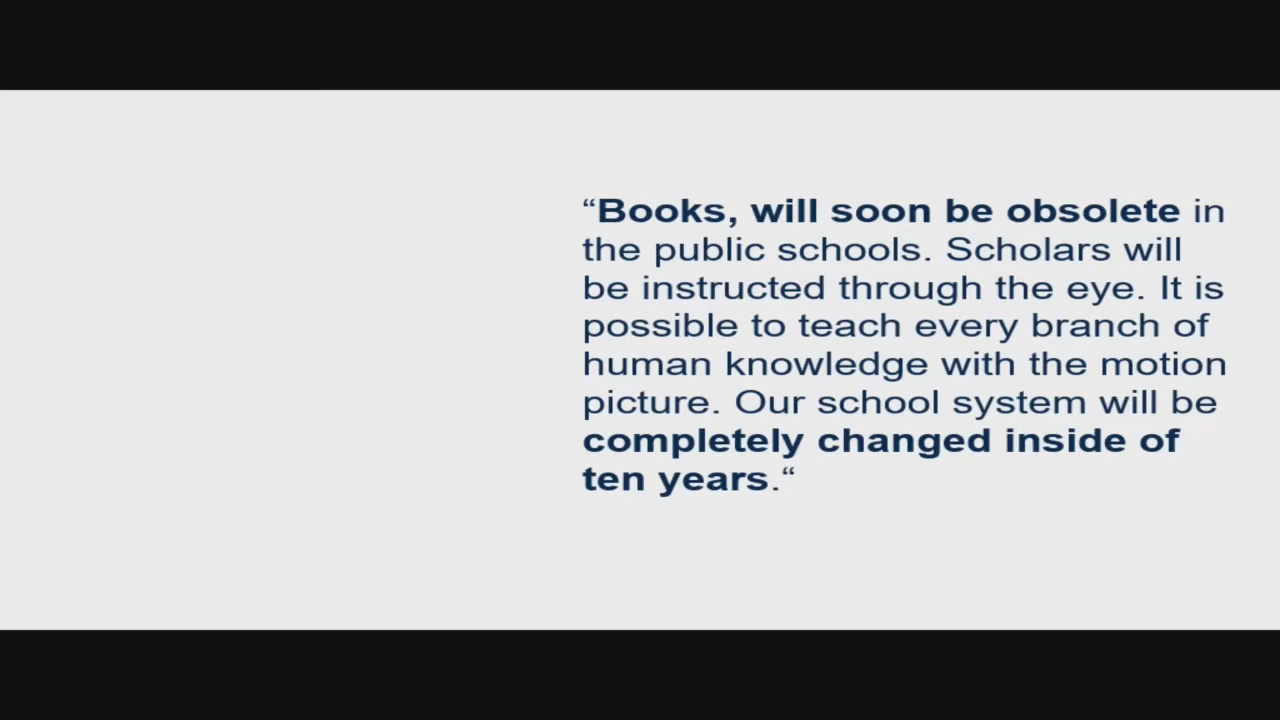 “Books, will soon be obsolete in
the public schools. Scholars will
be instructed through the eye. It is
possible to teach every branch of
human knowledge with the motion
picture. Our school system will be
completely changed inside of
ten years.“